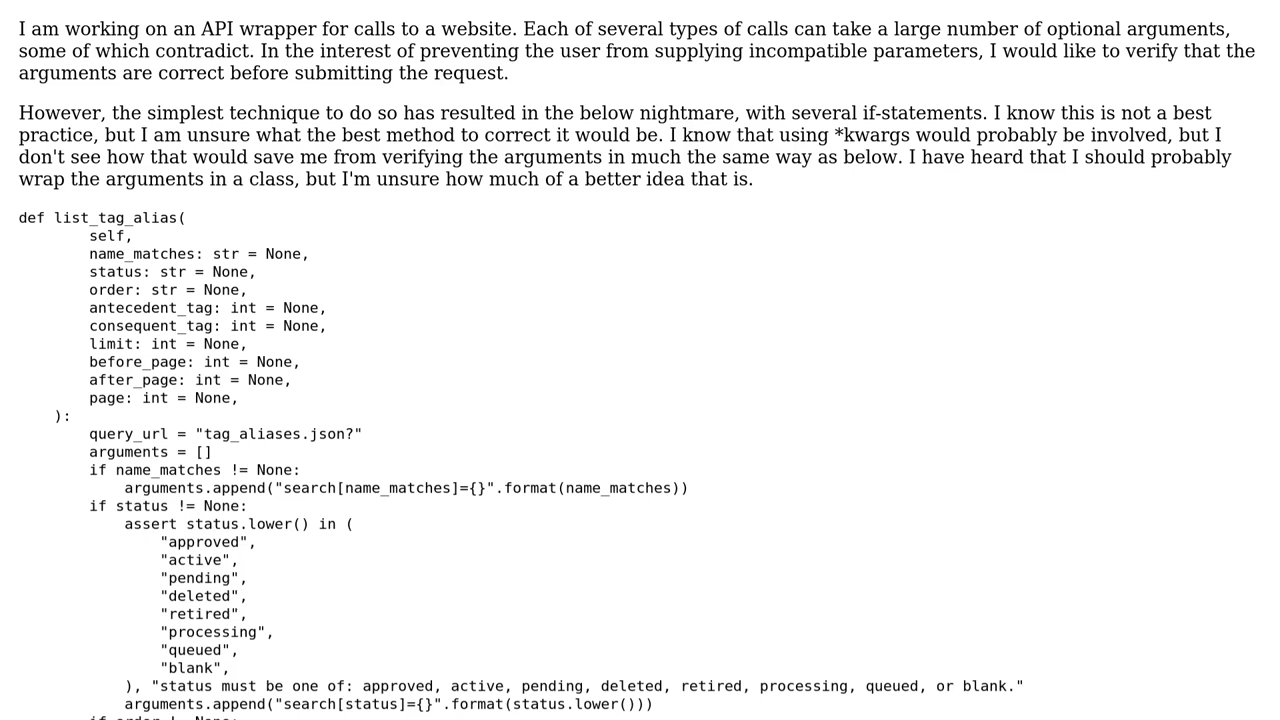 I am working on an API wrapper for calls to a website. Each of several types of calls can take a large number of optional arguments,
some of which contradict. In the interest of preventing the user from supplying incompatible parameters, I would like to verify that the
arguments are correct before submitting the request.
However, the simplest technique to do so has resulted in the below nightmare, with several if-statements. I know this is not a best
practice, but I am unsure what the best method to correct it would be. I know that using *kwargs would probably be involved, but I
don't see how that would save me from verifying the arguments in much the same way as below. I have heard that I should probably
wrap the arguments in a class, but I'm unsure how much of a better idea that is.
def list_tag_alias(
        self,
        name_matches: str = None,
        status: str = None,
        order: str = None,
        antecedent_tag: int = None,
        consequent_tag: int = None,
        limit: int = None,
        before_page: int = None,
        after_page: int = None,
        page: int = None,
    ):
        query_url = "tag_aliases.json?"
        arguments = []
        if name_matches != None:
            arguments.append("search[name_matches]={}".format(name_matches))
        if status != None:
            assert status.lower() in (
                "approved",
                "active",
                "pending",
                "deleted",
                "retired",
                "processing",
                "queued",
                "blank",
            ), "status must be one of: approved, active, pending, deleted, retired, processing, queued, or blank."
            arguments.append("search[status]={}".format(status.lower()))
        if order != None: